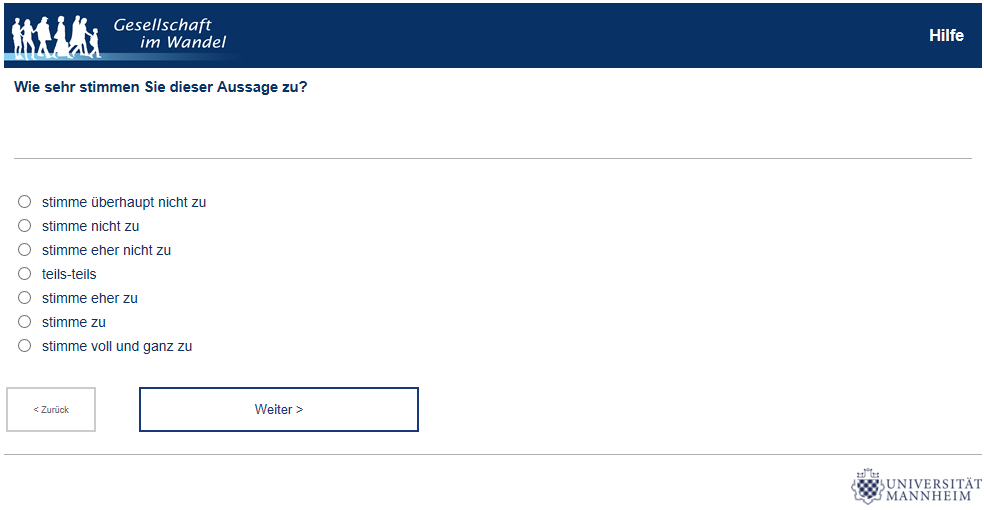 Gesellschaft
im Wandel
Hilfe
Wie sehr stimmen Sie dieser Aussage zu?
stimme überhaupt nicht zu
stimme nicht zu
stimme eher nicht zu
teils-teils
stimme eher zu
stimme zu
stimme voll und ganz zu
< Zurück
Weiter >
UNIVERSITÄT
MANNHEIM